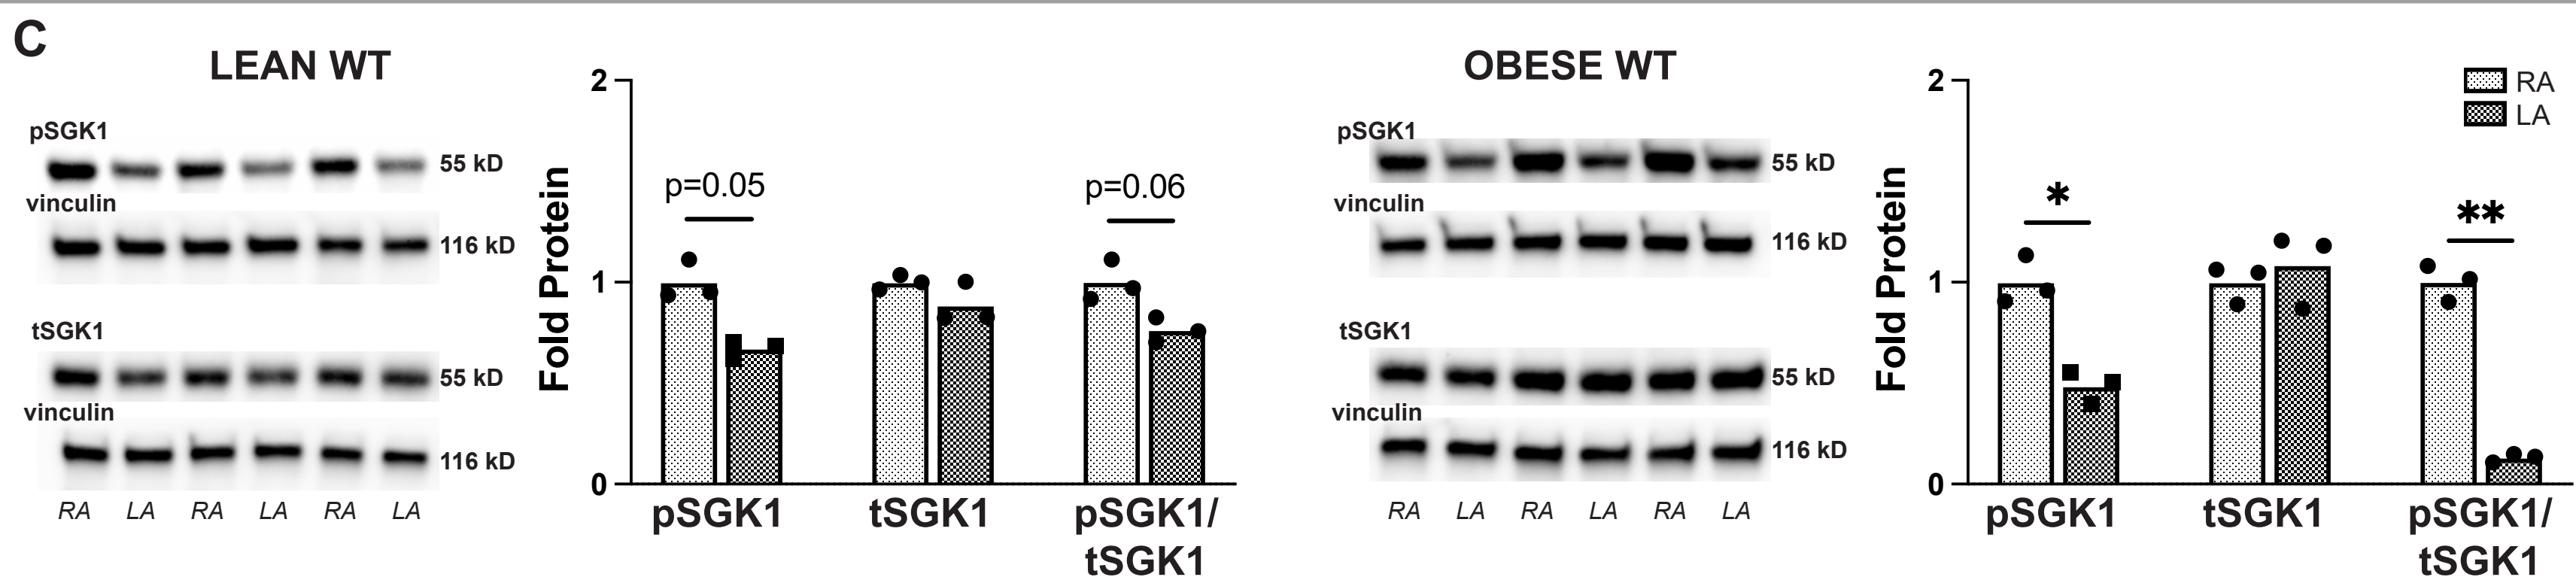 C
LEAN WT
pSGK1
55 kD
vinculin
116 kD
tSGK1
55 kD
vinculin
116 kD
RA LA RA LA RA LA
Fold Protein
2
1
0
p=0.05
p=0.06
pSGK1 tSGK1 pSGK1/
tSGK1
OBESE WT
pSGK1
55 kD
vinculin
116 kD
tSGK1
55 kD
vinculin
116 kD
RA LA RA LA RA LA
Fold Protein
2
1
0
*
**
RA
LA
pSGK1 tSGK1 pSGK1/
tSGK1